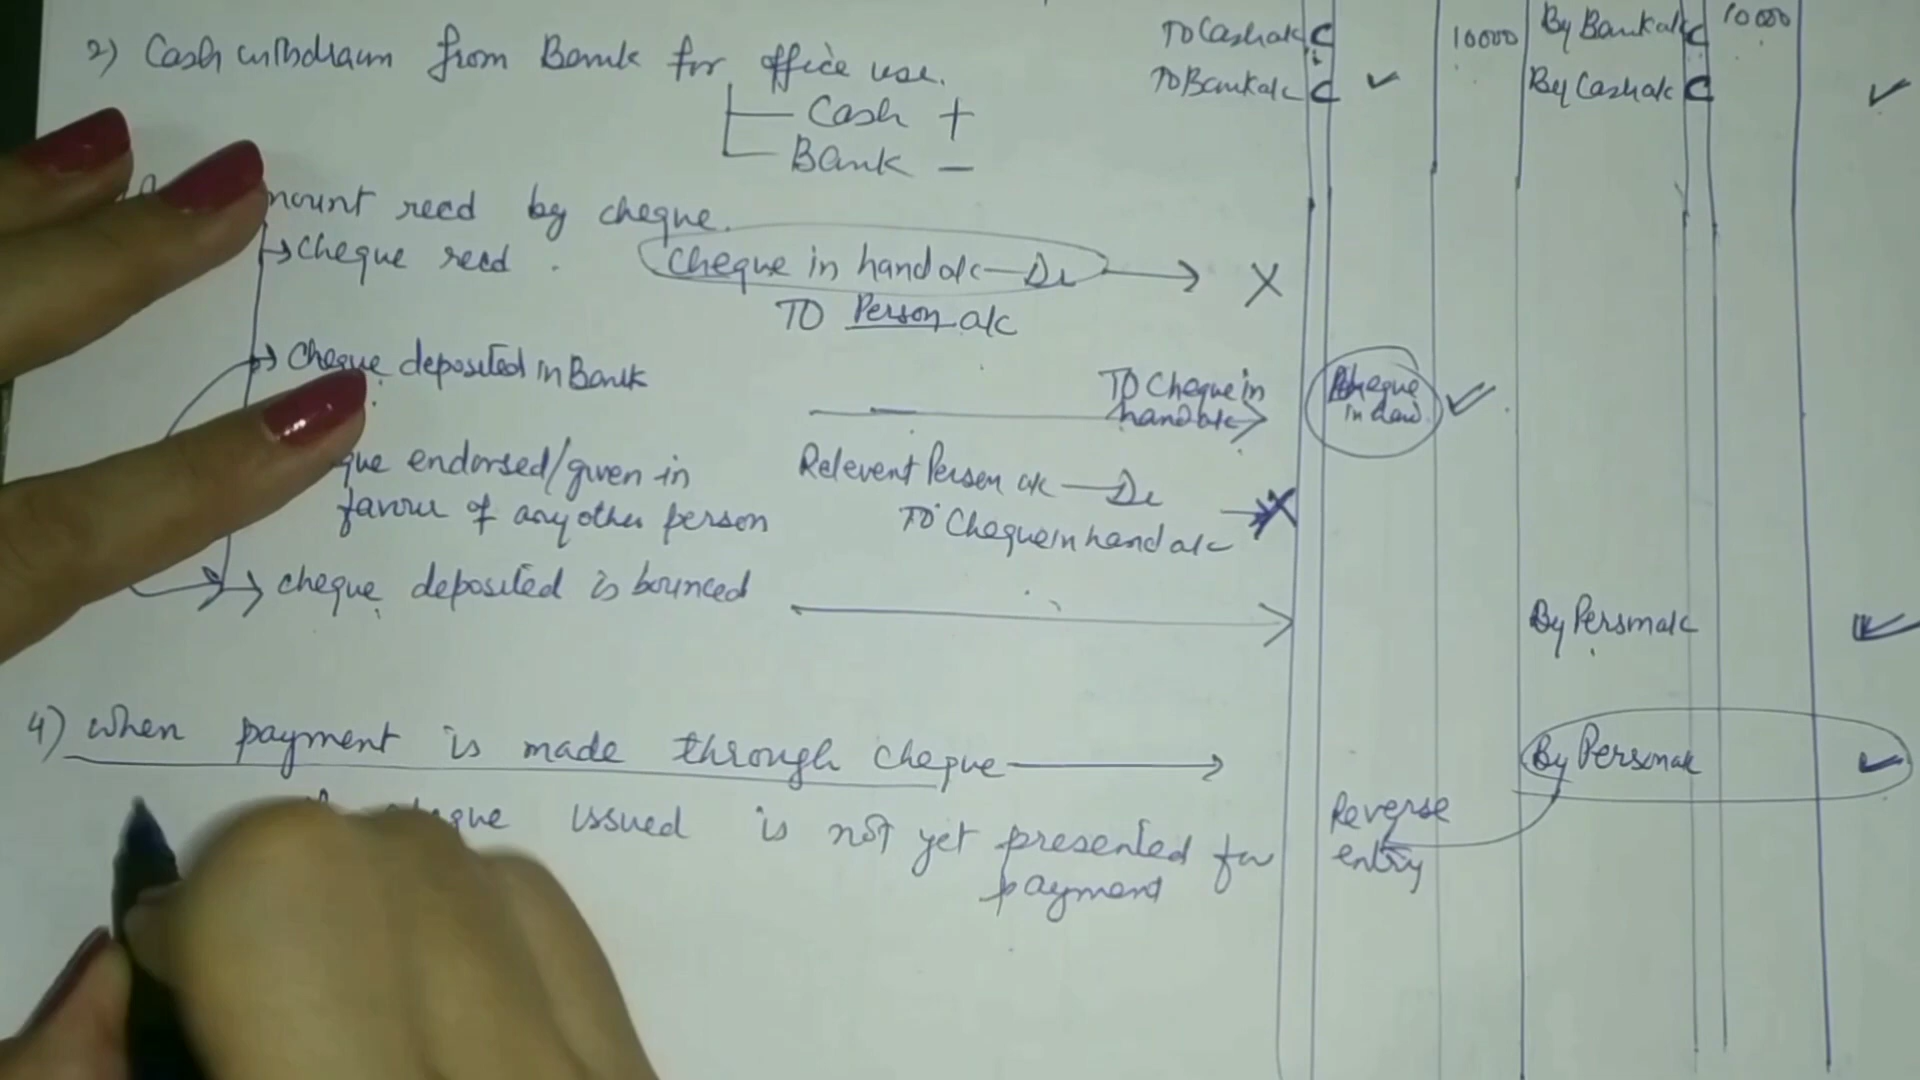 2) Cash withdrawn from Bank for office use.
Cash +
Bank —
To Cash a/c C 10000 By Bank a/c C 10000
To Bank a/c C ✓ By Cash a/c C ✓
mount recd by cheque.
→ cheque recd. Cheque in hand a/c — Dr → X
TO Person a/c
→ Cheque deposited in Bank TO Cheque in hand a/c ✓
que endorsed/given in favour of any other person
Relevent Person a/c — Dr
TO Cheque in hand a/c → X
→ cheque deposited is bounced → By Person a/c ✓
4) When payment is made through cheque → By Person a/c ✓
que issued is not yet presented for payment
Reverse entry